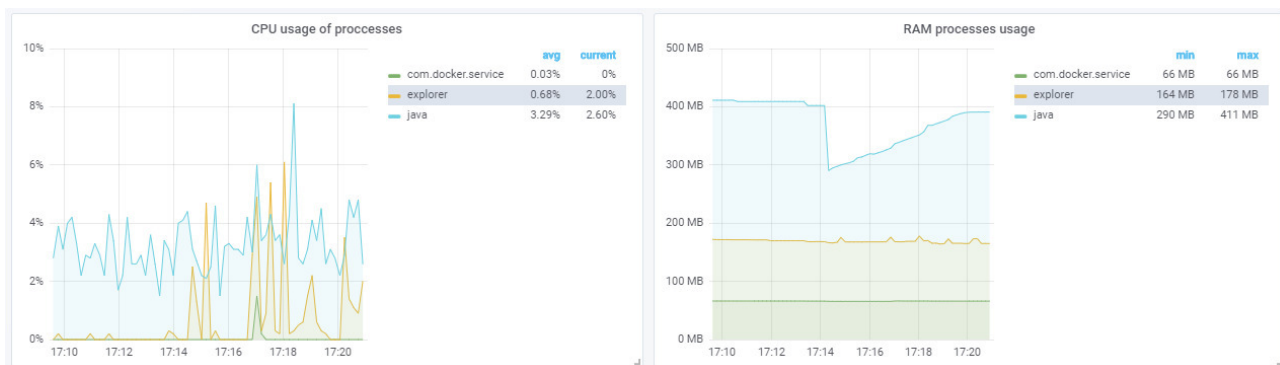 CPU usage of proccesses
10%
8%
6%
4%
2%
0%
17:10 17:12 17:14 17:16 17:18 17:20
avg current
com.docker.service 0.03% 0%
explorer 0.68% 2.00%
java 3.29% 2.60%
RAM processes usage
500 MB
400 MB
300 MB
200 MB
100 MB
0 MB
17:10 17:12 17:14 17:16 17:18 17:20
min max
com.docker.service 66 MB 66 MB
explorer 164 MB 178 MB
java 290 MB 411 MB